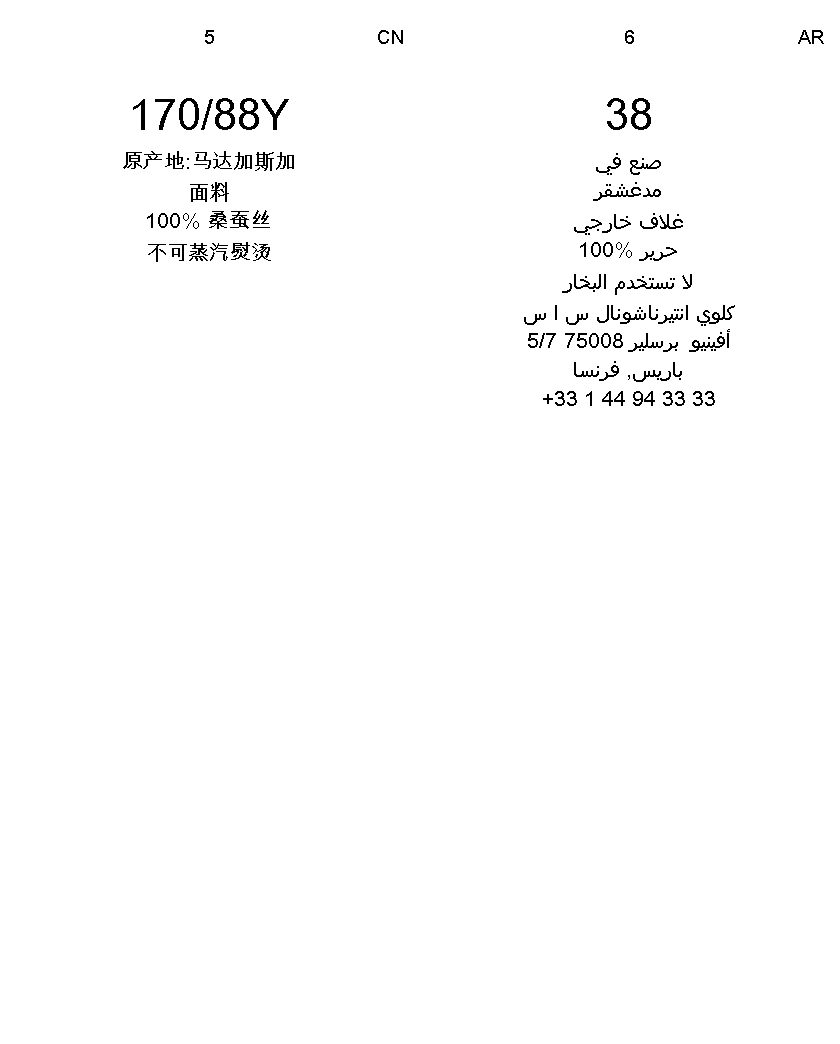 5
CN
170/88Y
原产地:马达加斯加
面料
100% 桑蚕丝
不可蒸汽熨烫
6
AR
38
صنع في
مدغشقر
غلاف خارجي
حرير %100
لا تستخدم البخار
كلوي انتيرناشونال س ا س
أفينيو برسلير 75008 5/7
باريس, فرنسا
+33 1 44 94 33 33